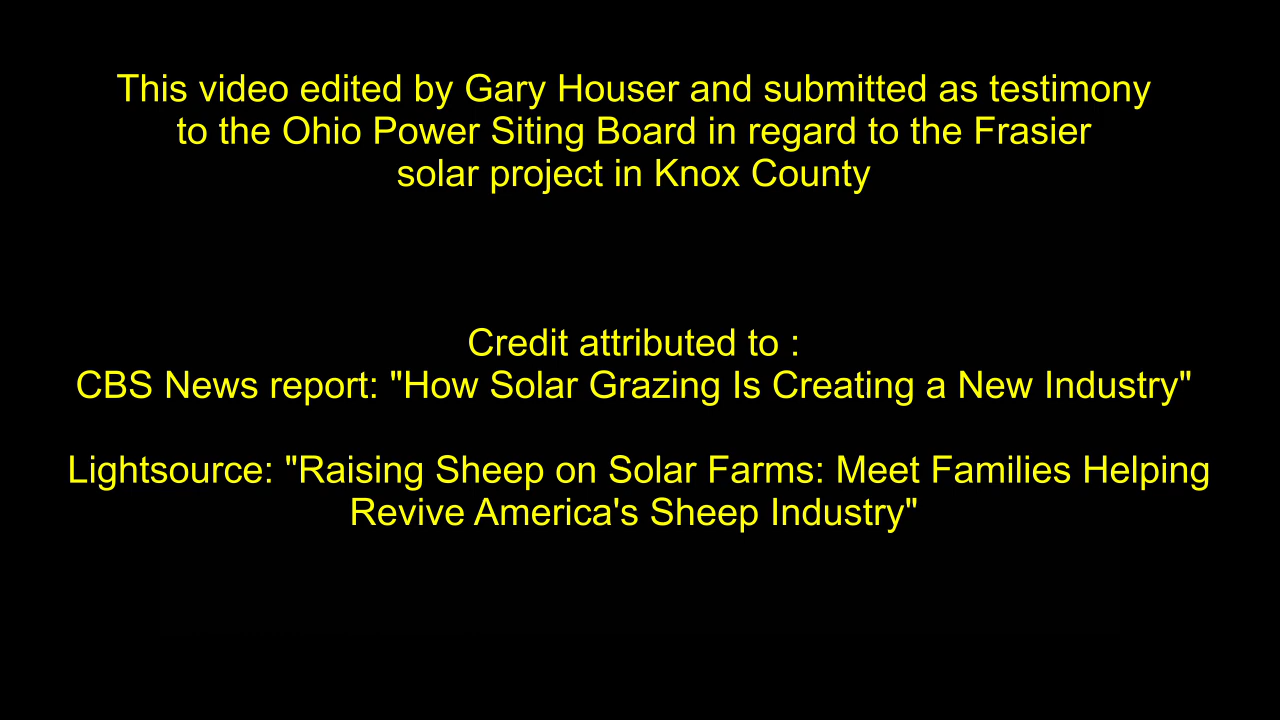 This video edited by Gary Houser and submitted as testimony
to the Ohio Power Siting Board in regard to the Frasier
solar project in Knox County
Credit attributed to :
CBS News report: "How Solar Grazing Is Creating a New Industry"
Lightsource: "Raising Sheep on Solar Farms: Meet Families Helping
Revive America's Sheep Industry"